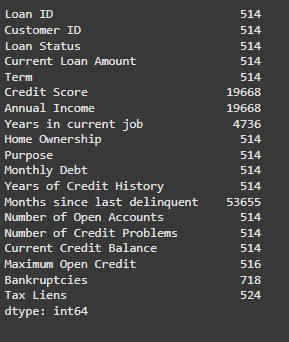 Loan ID 514
Customer ID 514
Loan Status 514
Current Loan Amount 514
Term 514
Credit Score 19668
Annual Income 19668
Years in current job 4736
Home Ownership 514
Purpose 514
Monthly Debt 514
Years of Credit History 514
Months since last delinquent 53655
Number of Open Accounts 514
Number of Credit Problems 514
Current Credit Balance 514
Maximum Open Credit 516
Bankruptcies 718
Tax Liens 524
dtype: int64